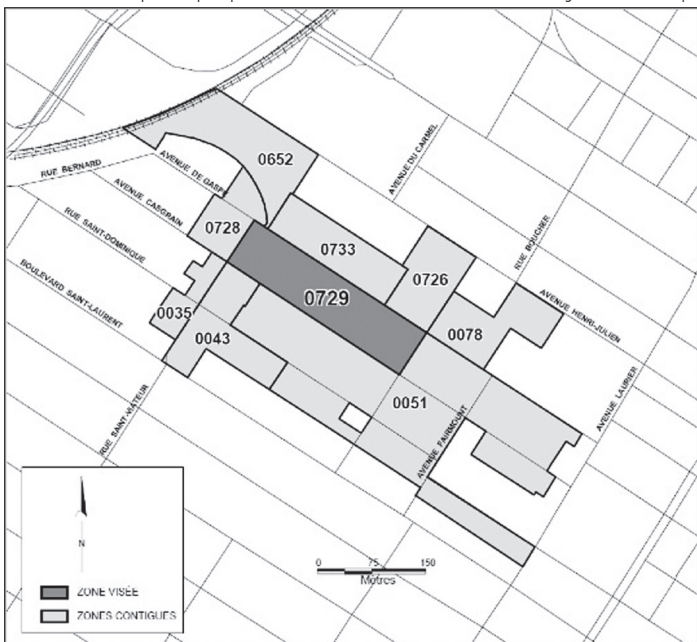 0652
RUE BERNARD
AVENUE DE GASPÉ
AVENUE DU CARMEL
AVENUE CASGRAIN
RUE SAINT-DOMINIQUE
0728
0733
RUE BOUCHER
BOULEVARD SAINT-LAURENT
0726
0729
AVENUE HENRI-JULIEN
0035
0078
0043
AVENUE LAURIER
0051
RUE SAINT-VIATEUR
AVENUE FAIRMOUNT
N
0 75 150
Mètres
ZONE VISÉE
ZONES CONTIGUES